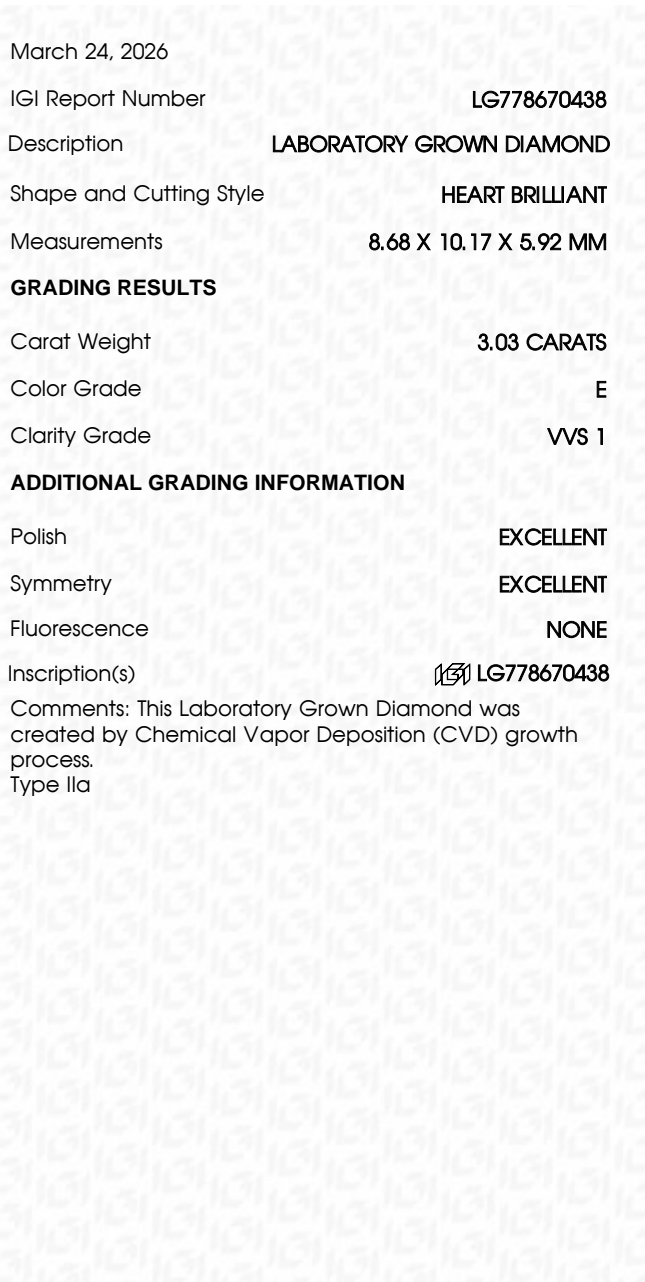 March 24, 2026
IGI Report Number LG778670438
Description LABORATORY GROWN DIAMOND
Shape and Cutting Style HEART BRILLIANT
Measurements 8.68 X 10.17 X 5.92 MM
GRADING RESULTS
Carat Weight 3.03 CARATS
Color Grade E
Clarity Grade VVS 1
ADDITIONAL GRADING INFORMATION
Polish EXCELLENT
Symmetry EXCELLENT
Fluorescence NONE
Inscription(s) IGI LG778670438
Comments: This Laboratory Grown Diamond was
created by Chemical Vapor Deposition (CVD) growth
process.
Type IIa